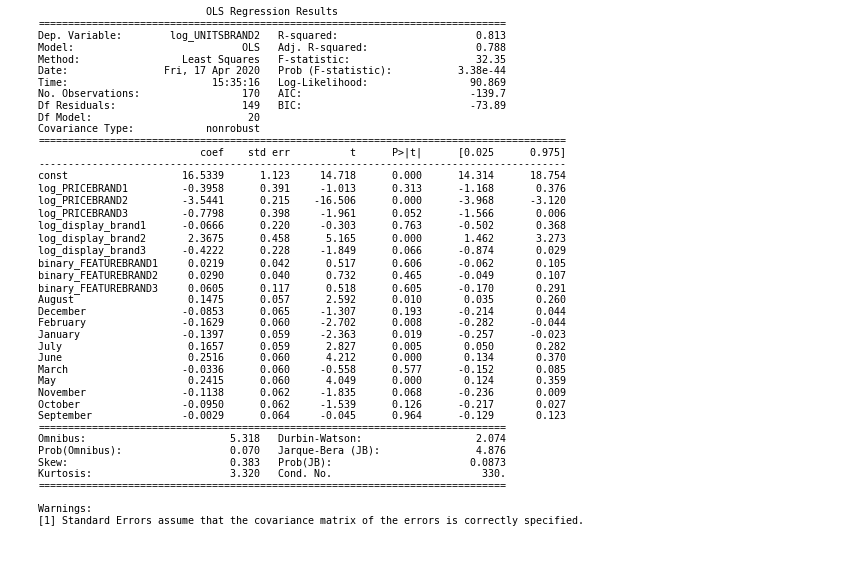 OLS Regression Results
==============================================================================
Dep. Variable:        log_UNITSBRAND2   R-squared:                       0.813
Model:                            OLS   Adj. R-squared:                  0.788
Method:                 Least Squares   F-statistic:                     32.35
Date:                Fri, 17 Apr 2020   Prob (F-statistic):           3.38e-44
Time:                        15:35:16   Log-Likelihood:                 90.869
No. Observations:                 170   AIC:                            -139.7
Df Residuals:                     149   BIC:                            -73.89
Df Model:                          20
Covariance Type:            nonrobust
========================================================================================
                           coef    std err          t      P>|t|      [0.025      0.975]
----------------------------------------------------------------------------------------
const                   16.5339      1.123     14.718      0.000      14.314      18.754
log_PRICEBRAND1         -0.3958      0.391     -1.013      0.313      -1.168       0.376
log_PRICEBRAND2         -3.5441      0.215    -16.506      0.000      -3.968      -3.120
log_PRICEBRAND3         -0.7798      0.398     -1.961      0.052      -1.566       0.006
log_display_brand1      -0.0666      0.220     -0.303      0.763      -0.502       0.368
log_display_brand2       2.3675      0.458      5.165      0.000       1.462       3.273
log_display_brand3      -0.4222      0.228     -1.849      0.066      -0.874       0.029
binary_FEATUREBRAND1     0.0219      0.042      0.517      0.606      -0.062       0.105
binary_FEATUREBRAND2     0.0290      0.040      0.732      0.465      -0.049       0.107
binary_FEATUREBRAND3     0.0605      0.117      0.518      0.605      -0.170       0.291
August                   0.1475      0.057      2.592      0.010       0.035       0.260
December                -0.0853      0.065     -1.307      0.193      -0.214       0.044
February                -0.1629      0.060     -2.702      0.008      -0.282      -0.044
January                 -0.1397      0.059     -2.363      0.019      -0.257      -0.023
July                     0.1657      0.059      2.827      0.005       0.050       0.282
June                     0.2516      0.060      4.212      0.000       0.134       0.370
March                   -0.0336      0.060     -0.558      0.577      -0.152       0.085
May                      0.2415      0.060      4.049      0.000       0.124       0.359
November                -0.1138      0.062     -1.835      0.068      -0.236       0.009
October                 -0.0950      0.062     -1.539      0.126      -0.217       0.027
September               -0.0029      0.064     -0.045      0.964      -0.129       0.123
==============================================================================
Omnibus:                        5.318   Durbin-Watson:                   2.074
Prob(Omnibus):                  0.070   Jarque-Bera (JB):                4.876
Skew:                           0.383   Prob(JB):                       0.0873
Kurtosis:                       3.320   Cond. No.                         330.
==============================================================================

Warnings:
[1] Standard Errors assume that the covariance matrix of the errors is correctly specified.